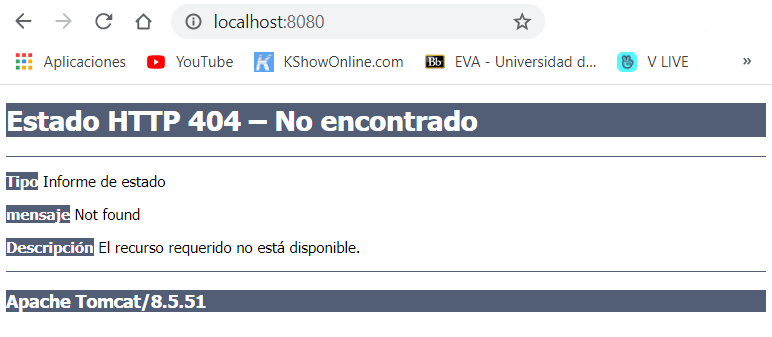 localhost:8080
Aplicaciones YouTube KShowOnline.com Bb EVA - Universidad d... V LIVE »
Estado HTTP 404 – No encontrado
Tipo Informe de estado
mensaje Not found
Descripción El recurso requerido no está disponible.
Apache Tomcat/8.5.51